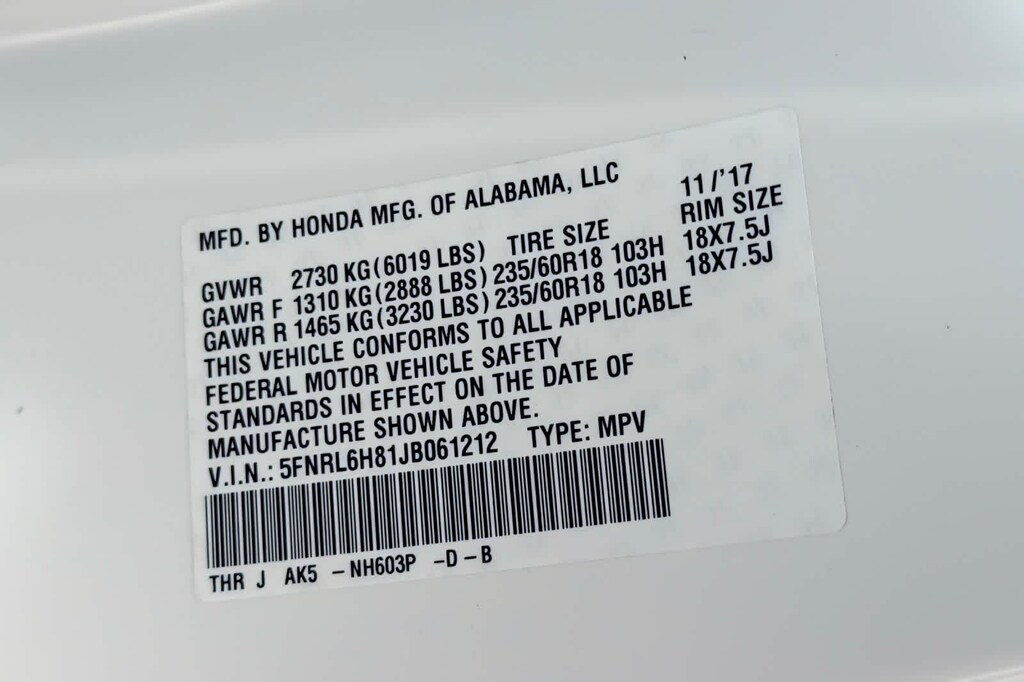 MFD. BY HONDA MFG. OF ALABAMA, LLC 11/'17
GVWR 2730 KG(6019 LBS) TIRE SIZE RIM SIZE
GAWR F 1310 KG(2888 LBS) 235/60R18 103H 18X7.5J
GAWR R 1465 KG(3230 LBS) 235/60R18 103H 18X7.5J
THIS VEHICLE CONFORMS TO ALL APPLICABLE
FEDERAL MOTOR VEHICLE SAFETY
STANDARDS IN EFFECT ON THE DATE OF
MANUFACTURE SHOWN ABOVE.
V.I.N.: 5FNRL6H81JB061212 TYPE: MPV
THR J AK5 -NH603P -D-B